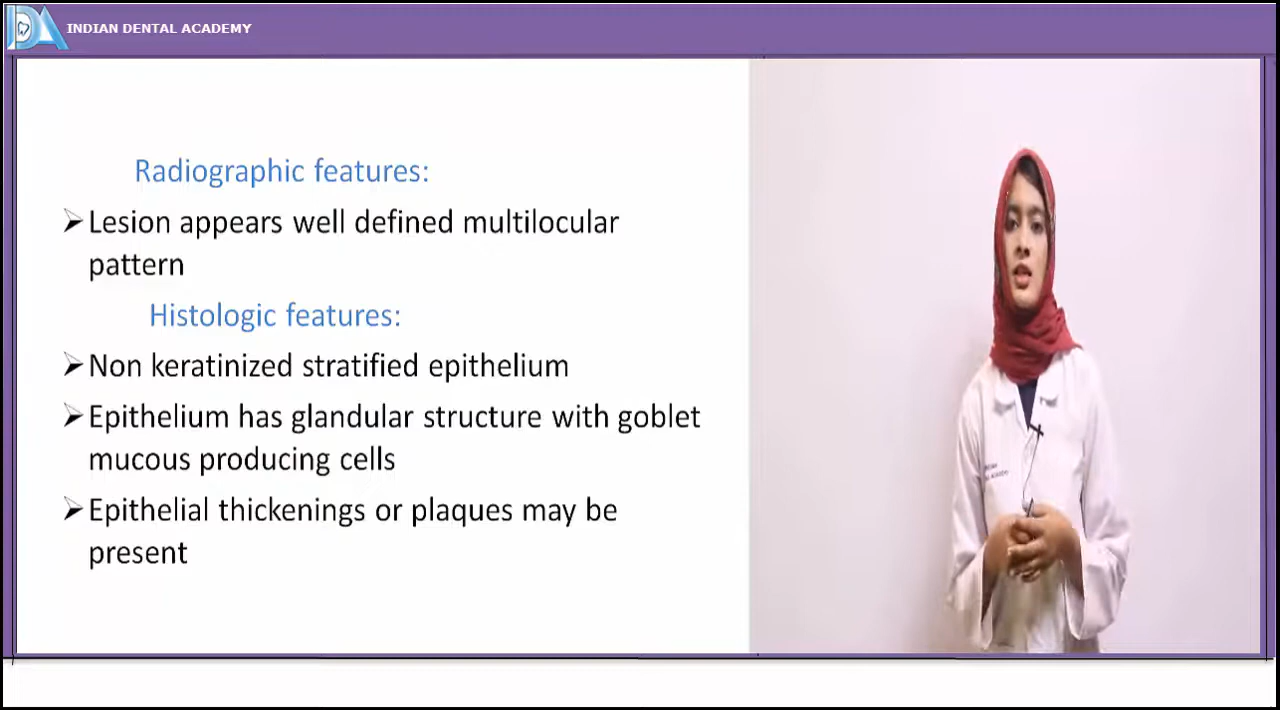 INDIAN DENTAL ACADEMY
Radiographic features:
➢Lesion appears well defined multilocular
pattern
Histologic features:
➢Non keratinized stratified epithelium
➢Epithelium has glandular structure with goblet
mucous producing cells
➢Epithelial thickenings or plaques may be
present